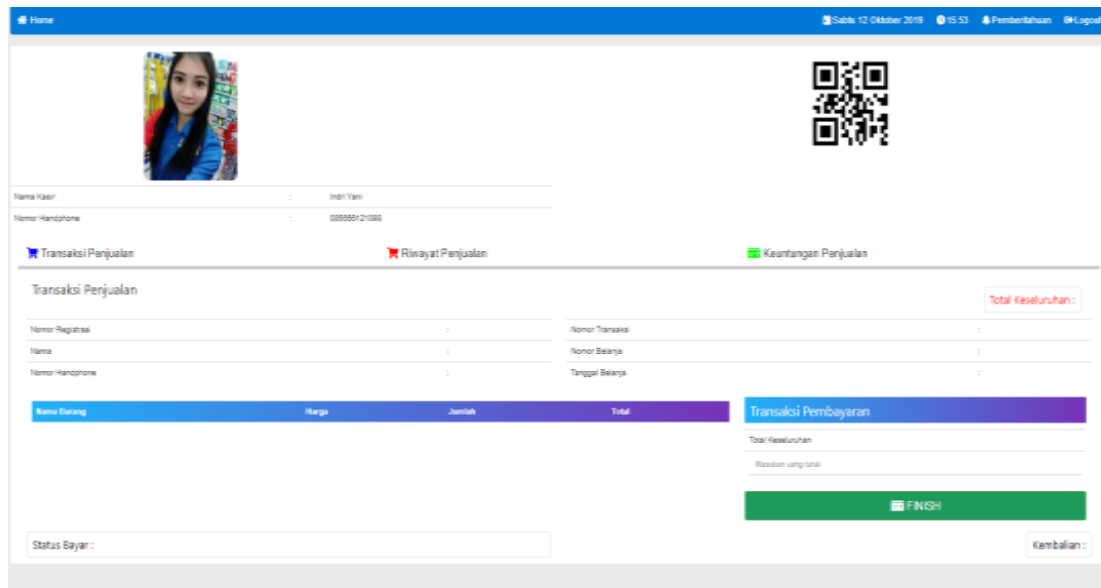 Home Sabtu 12 Oktober 2019 15:53 Pemberitahuan Logout
Nama Kasir : Indri Yani
Nomor Handphone :
Transaksi Penjualan Riwayat Penjualan Keuntungan Penjualan
Transaksi Penjualan
Total Keseluruhan :
Nomor Registrasi : Nomor Transaksi :
Nama : Nomor Belanja :
Nomor Handphone : Tanggal Belanja :
Nama Barang Harga Jumlah Total Transaksi Pembayaran
Total Keseluruhan
Masukan uang tunai
FINISH
Status Bayar : Kembalian :